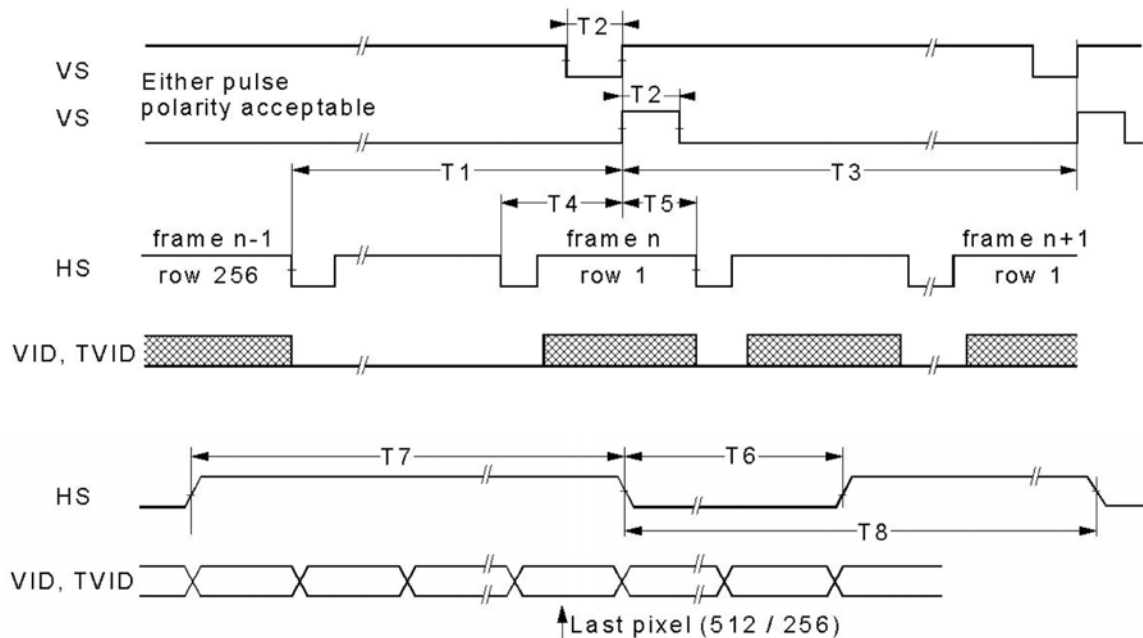 T2
VS
Either pulse
polarity acceptable
T2
VS
T1
T3
T4
T5
frame n-1
frame n
frame n+1
HS
row 256
row 1
row 1
VID, TVID
T7
T6
HS
T8
VID, TVID
Last pixel (512 / 256)